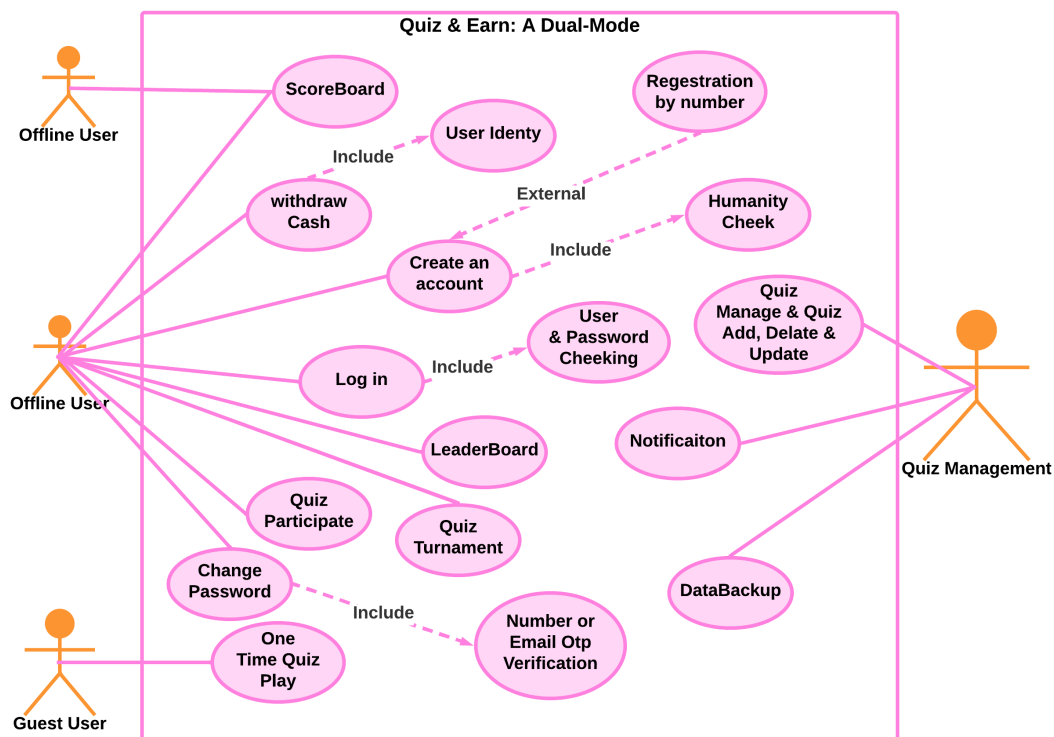 Quiz & Earn: A Dual-Mode
Offline User
ScoreBoard
Regestration
by number
User Identy
Include
withdraw
Cash
External
Humanity
Cheek
Create an
account
Include
Quiz
Manage & Quiz
Add, Delate &
Update
User
& Password
Cheeking
Include
Log in
Offline User
LeaderBoard
Notificaiton
Quiz Management
Quiz
Participate
Quiz
Turnament
Change
Password
DataBackup
Include
Number or
Email Otp
Verification
One
Time Quiz
Play
Guest User